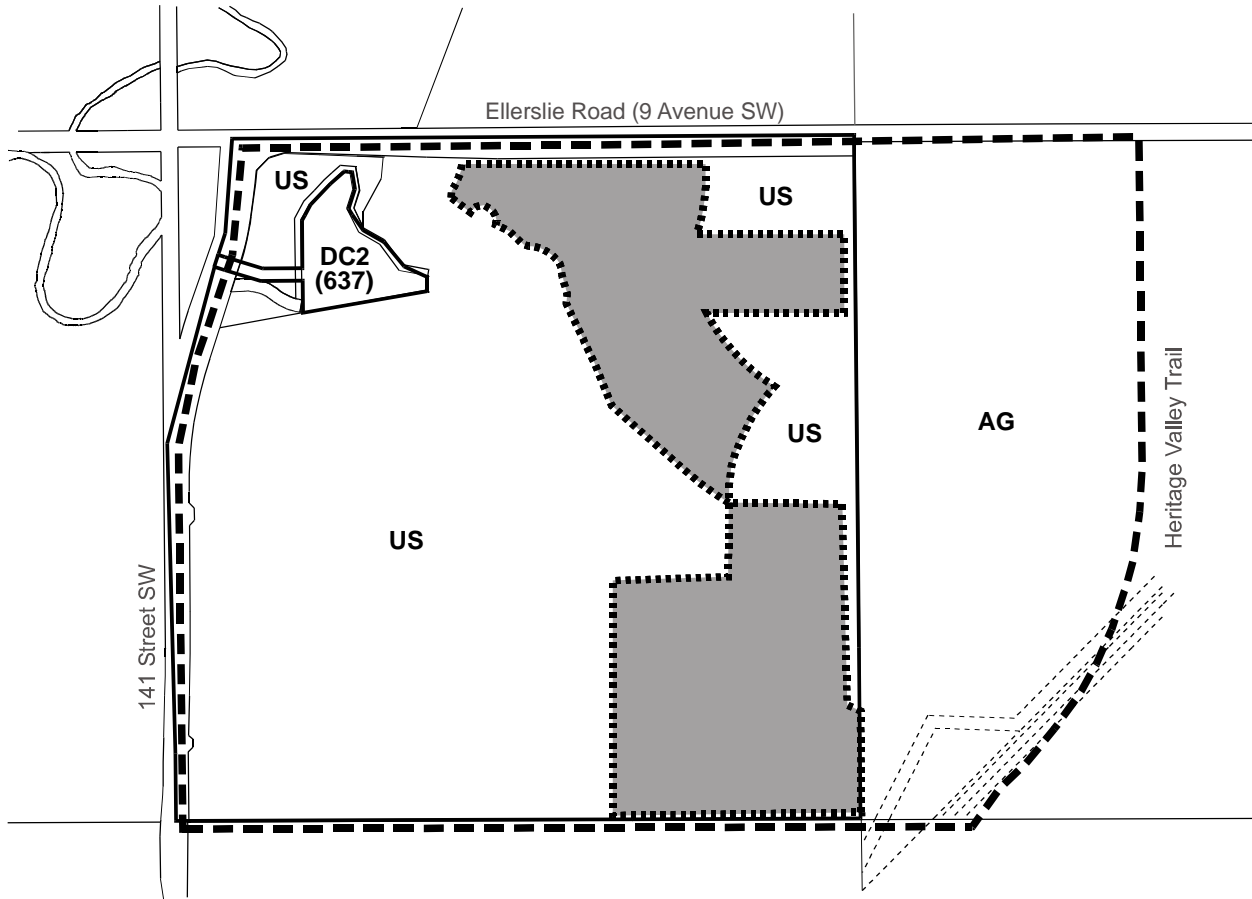 Ellerslie Road (9 Avenue SW)
US
US
DC2
(637)
Heritage Valley Trail
AG
US
US
141 Street SW